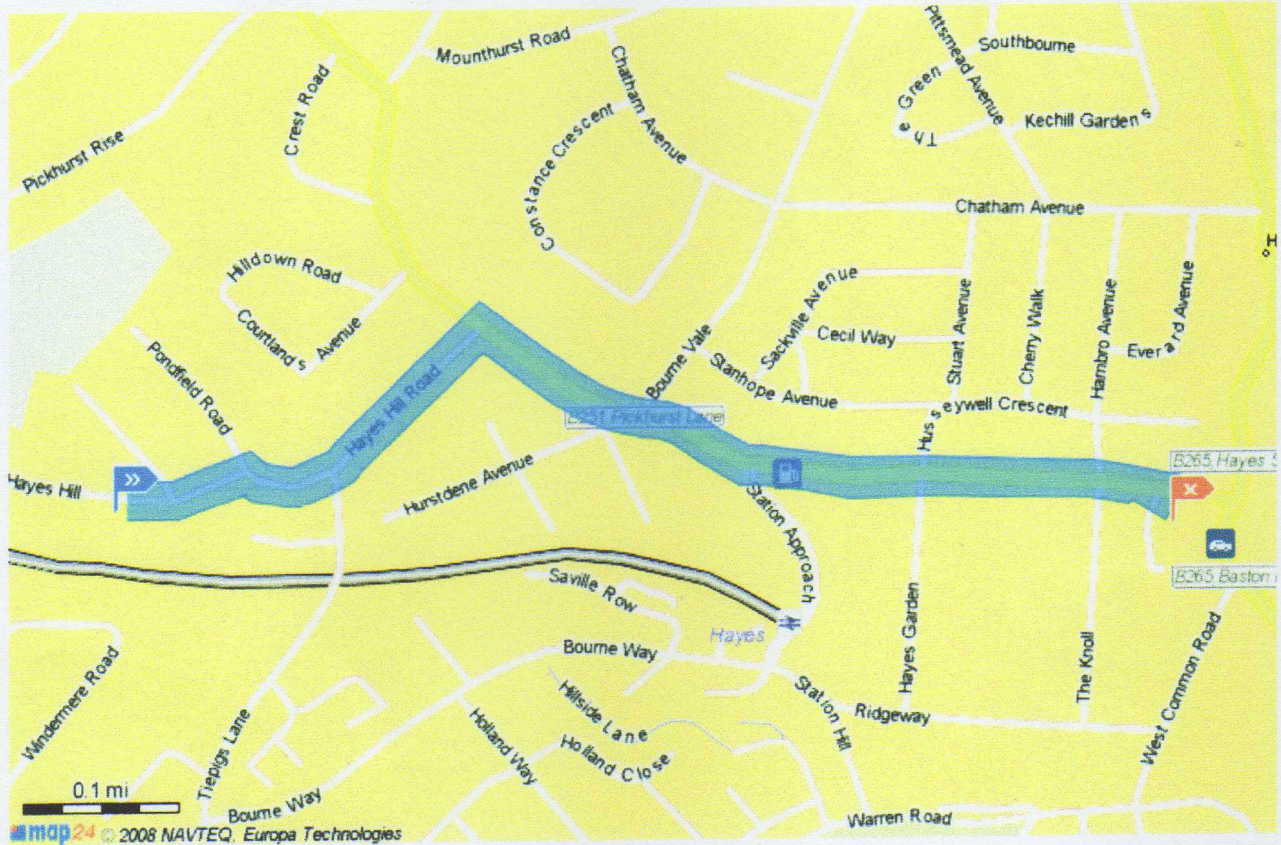 Mounthurst Road
Pittsmead Avenue
Southbourne
The Green
Kechill Gardens
Crest Road
Chatham Avenue
Constance Crescent
Pickhurst Rise
Chatham Avenue
H
Hilldown Road
Courtlands Avenue
Sackville Avenue
Cecil Way
Stuart Avenue
Cherry Walk
Hambro Avenue
Everard Avenue
Pondfield Road
Bourne Vale
Stanhope Avenue
Husseywell Crescent
Hayes Hill Road
B251 Pickhurst Lane
B265 Hayes S
Hayes Hill
Hurstdene Avenue
Station Approach
B265 Baston
Saville Row
Hayes
Hayes Garden
The Knoll
West Common Road
Bourne Way
Windermere Road
Hillside Lane
Station Hill
Ridgeway
Tiepigs Lane
Holland Way
Holland Close
0.1 mi
Bourne Way
Warren Road
map24 © 2008 NAVTEQ, Europa Technologies